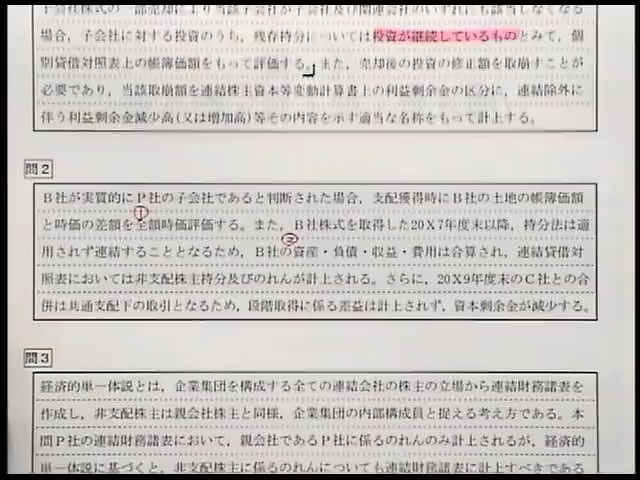 子会社株式の一部売却により当該子会社が子会社及び関連会社のいずれにも該当しなくなる
場合、子会社に対する投資のうち、残存持分については投資が継続しているものとみて、個
別貸借対照表上の帳簿価額をもって評価する。また、売却後の投資の修正額を取崩すことが
必要であり、当該取崩額を連結株主資本等変動計算書上の利益剰余金の区分に、連結除外に
伴う利益剰余金減少高(又は増加高)等その内容を示す適当な名称をもって計上する。
問2
B社が実質的にP社の子会社であると判断された場合、支配獲得時にB社の土地の帳簿価額
①
と時価の差額を全額時価評価する。また、B社株式を取得した20X7年度末以降、持分法は適
②
用されず連結することとなるため、B社の資産・負債・収益・費用は合算され、連結貸借対
照表においては非支配株主持分及びのれんが計上される。さらに、20X9年度末のC社との合
併は共通支配下の取引となるため、段階取得に係る差益は計上されず、資本剰余金が減少する。
問3
経済的単一体説とは、企業集団を構成する全ての連結会社の株主の立場から連結財務諸表を
作成し、非支配株主は親会社株主と同様、企業集団の内部構成員と捉える考え方である。本
問P社の連結財務諸表において、親会社であるP社に係るのれんのみ計上されるが、経済的
単一体説に基づくと、非支配株主に係るのれんについても連結財務諸表に計上すべきである